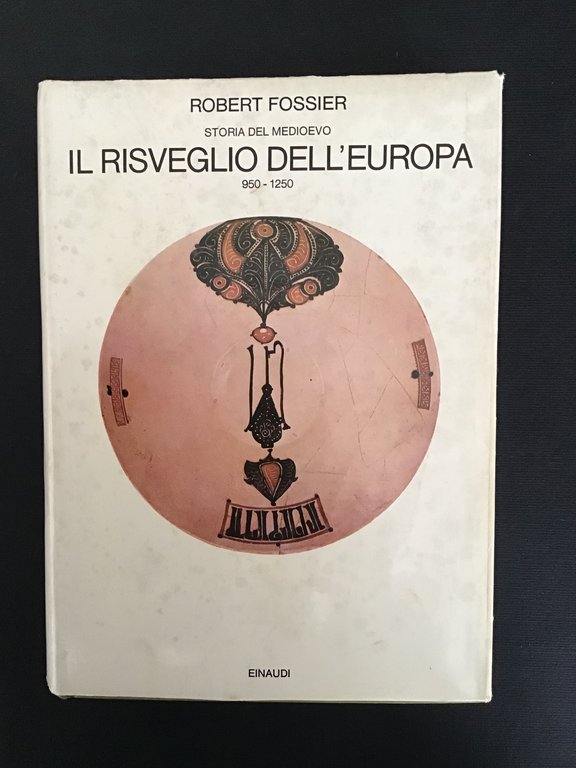 ROBERT FOSSIER
STORIA DEL MEDIOEVO
IL RISVEGLIO DELL'EUROPA
950 - 1250
EINAUDI